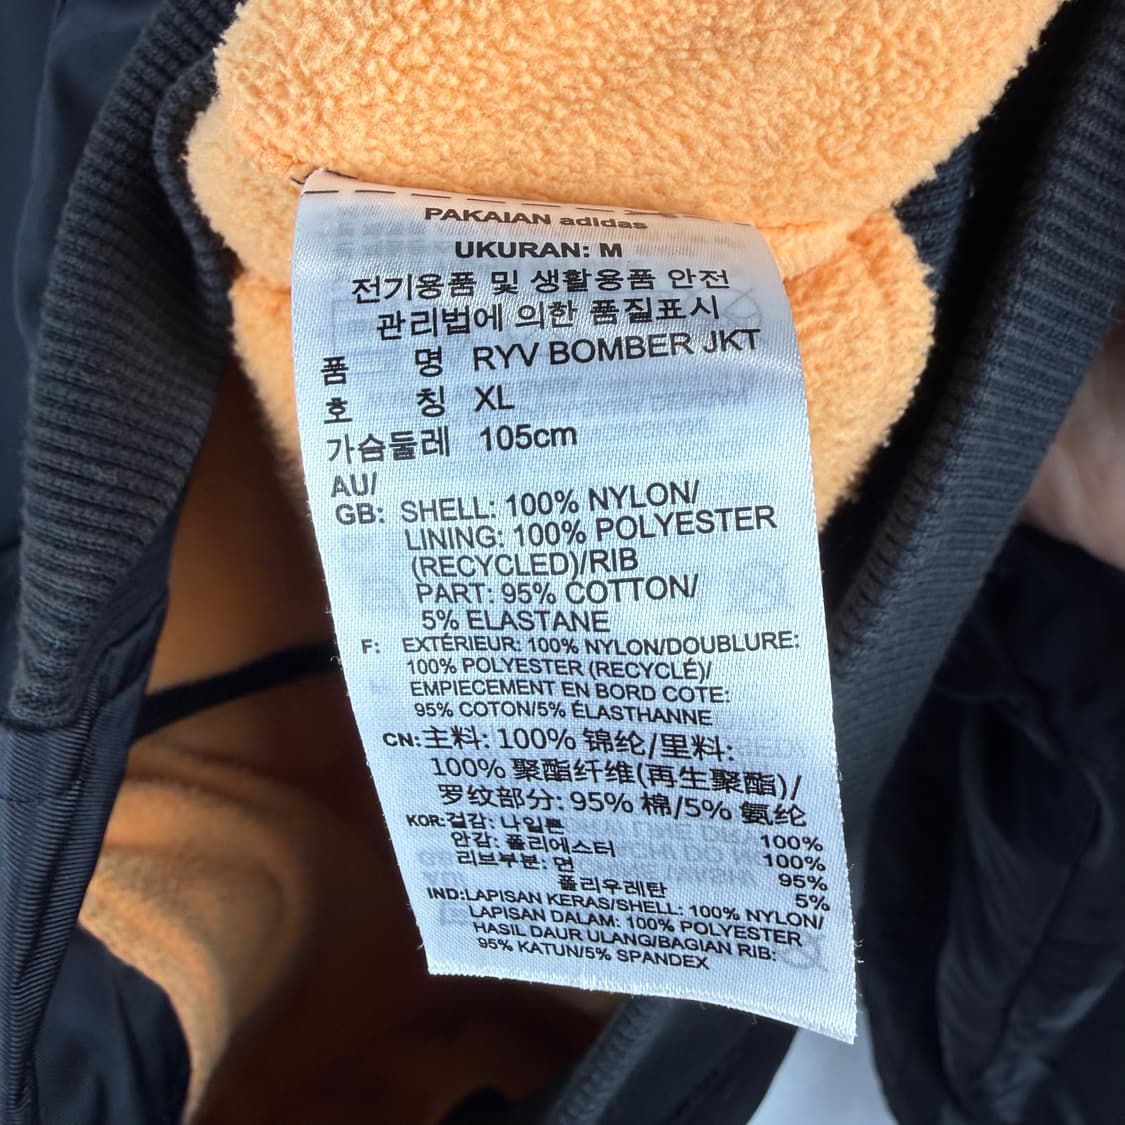 PAKAIAN adidas
UKURAN: M
전기용품 및 생활용품 안전
관리법에 의한 품질표시
품 명 RYV BOMBER JKT
호 칭 XL
가슴둘레 105cm
AU/
GB: SHELL: 100% NYLON/
LINING: 100% POLYESTER
(RECYCLED)/RIB
PART: 95% COTTON/
5% ELASTANE
F: EXTÉRIEUR: 100% NYLON/DOUBLURE:
100% POLYESTER (RECYCLÉ)/
EMPIECEMENT EN BORD COTE:
95% COTON/5% ÉLASTHANNE
CN: 主料: 100% 锦纶/里料:
100% 聚酯纤维(再生聚酯)/
罗纹部分: 95% 棉/5% 氨纶
KOR: 겉감: 나일론 100%
안감: 폴리에스터 100%
리브부분: 면 95%
폴리우레탄 5%
IND: LAPISAN KERAS/SHELL: 100% NYLON/
LAPISAN DALAM: 100% POLYESTER
HASIL DAUR ULANG/BAGIAN RIB:
95% KATUN/5% SPANDEX